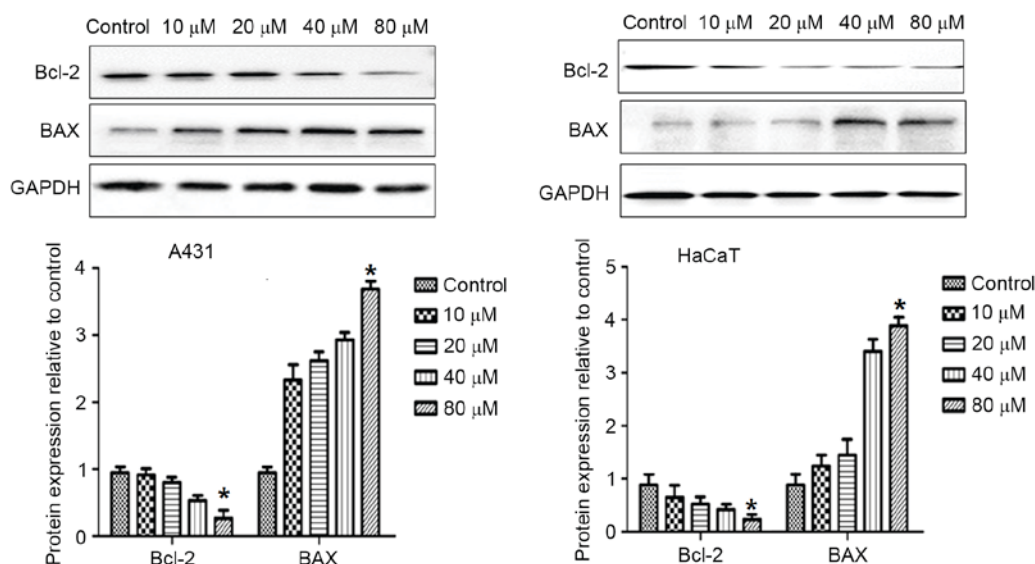 Control 10 μM 20 μM 40 μM 80 μM
Bcl-2
BAX
GAPDH
A431
Protein expression relative to control
4
3
2
1
0
*
*
Bcl-2 BAX
Control
10 μM
20 μM
40 μM
80 μM
Control 10 μM 20 μM 40 μM 80 μM
Bcl-2
BAX
GAPDH
HaCaT
Protein expression relative to control
5
4
3
2
1
0
*
*
Bcl-2 BAX
Control
10 μM
20 μM
40 μM
80 μM